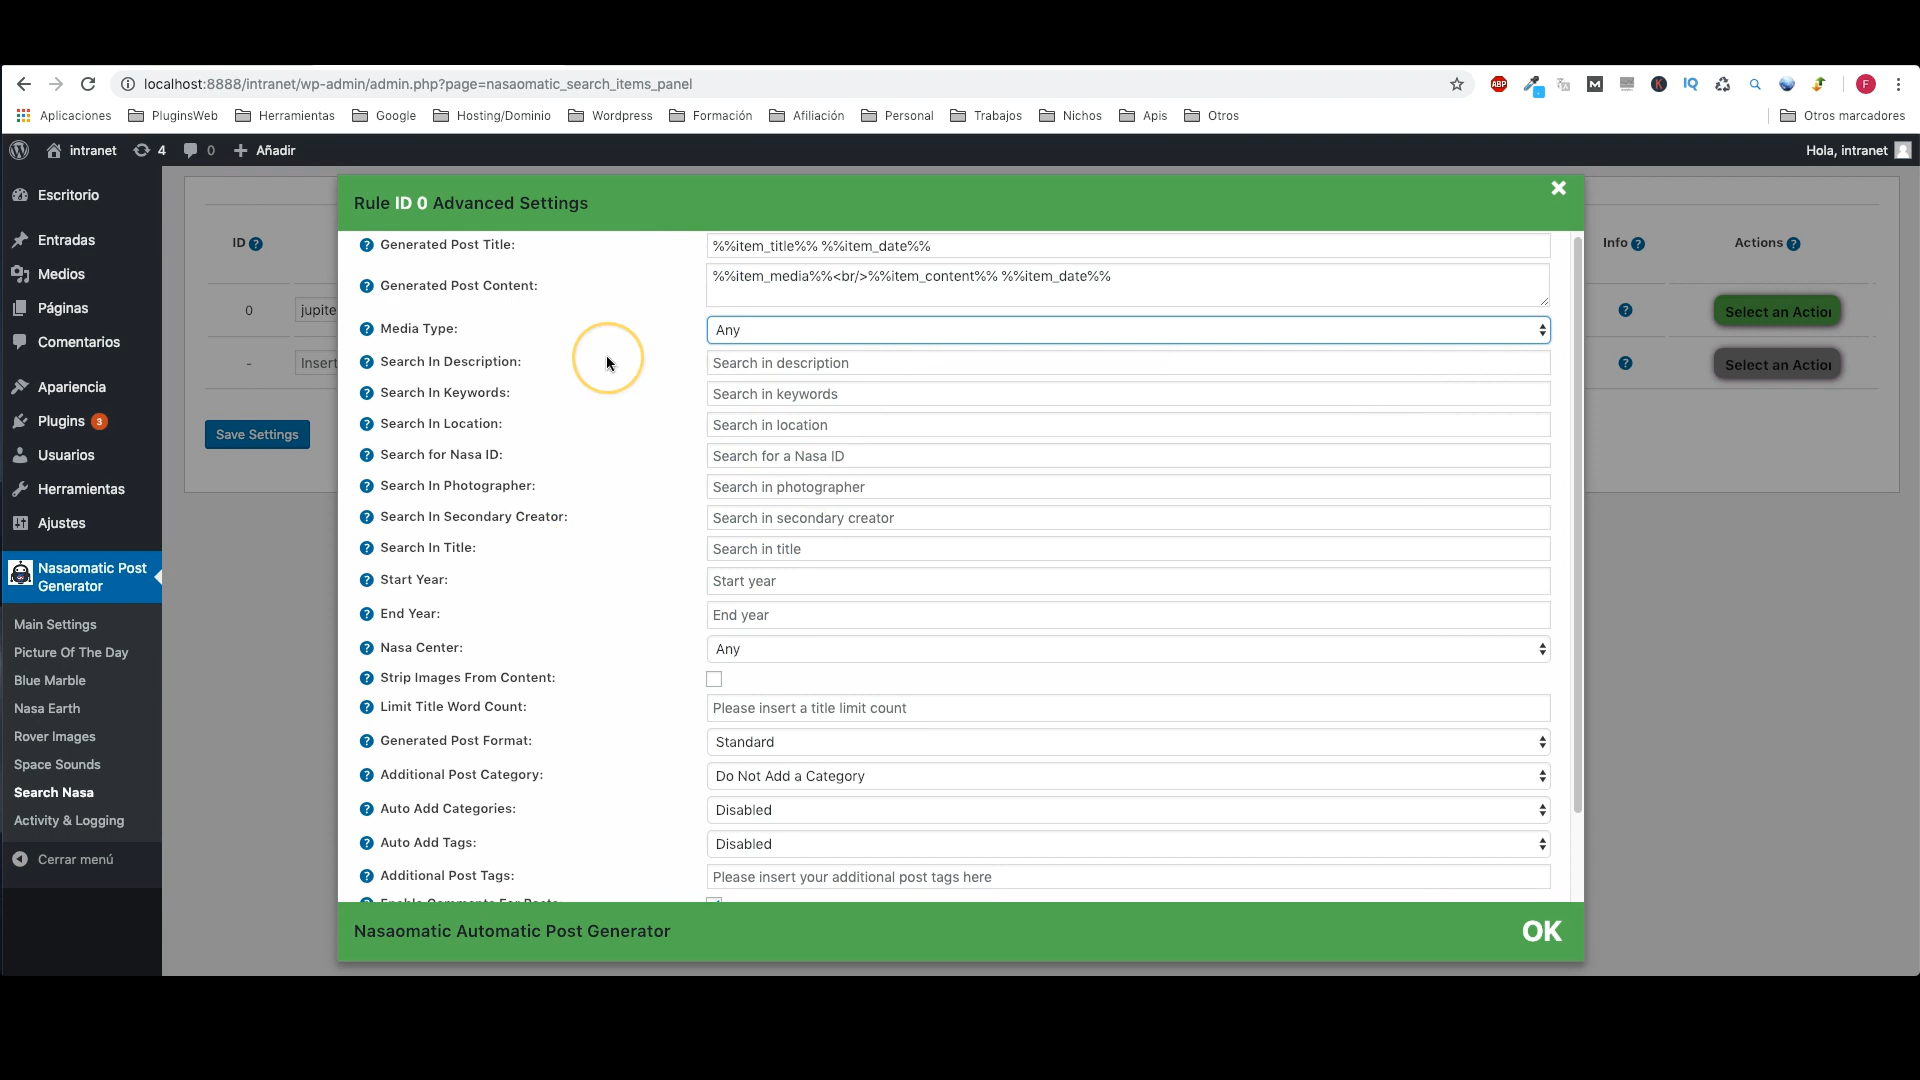 localhost:8888/intranet/wp-admin/admin.php?page=nasaomatic_search_items_panel
ABP
M
K
IQ
F
Aplicaciones
PluginsWeb
Herramientas
Google
Hosting/Dominio
Wordpress
Formación
Afiliación
Personal
Trabajos
Nichos
Apis
Otros
Otros marcadores
intranet
4
0
Añadir
Hola, intranet
Escritorio
Entradas
Medios
Páginas
Comentarios
Apariencia
Plugins 3
Usuarios
Herramientas
Ajustes
Nasaomatic Post
Generator
Main Settings
Picture Of The Day
Blue Marble
Nasa Earth
Rover Images
Space Sounds
Search Nasa
Activity & Logging
Cerrar menú
ID ?
0
jupite
-
Insert
Save Settings
Rule ID 0 Advanced Settings
? Generated Post Title:
%%item_title%% %%item_date%%
? Generated Post Content:
%%item_media%%<br/>%%item_content%% %%item_date%%
? Media Type:
Any
? Search In Description:
Search in description
? Search In Keywords:
Search in keywords
? Search In Location:
Search in location
? Search for Nasa ID:
Search for a Nasa ID
? Search In Photographer:
Search in photographer
? Search In Secondary Creator:
Search in secondary creator
? Search In Title:
Search in title
? Start Year:
Start year
? End Year:
End year
? Nasa Center:
Any
? Strip Images From Content:
? Limit Title Word Count:
Please insert a title limit count
? Generated Post Format:
Standard
? Additional Post Category:
Do Not Add a Category
? Auto Add Categories:
Disabled
? Auto Add Tags:
Disabled
? Additional Post Tags:
Please insert your additional post tags here
Nasaomatic Automatic Post Generator
OK
Info ?
Actions ?
?
Select an Action
?
Select an Action